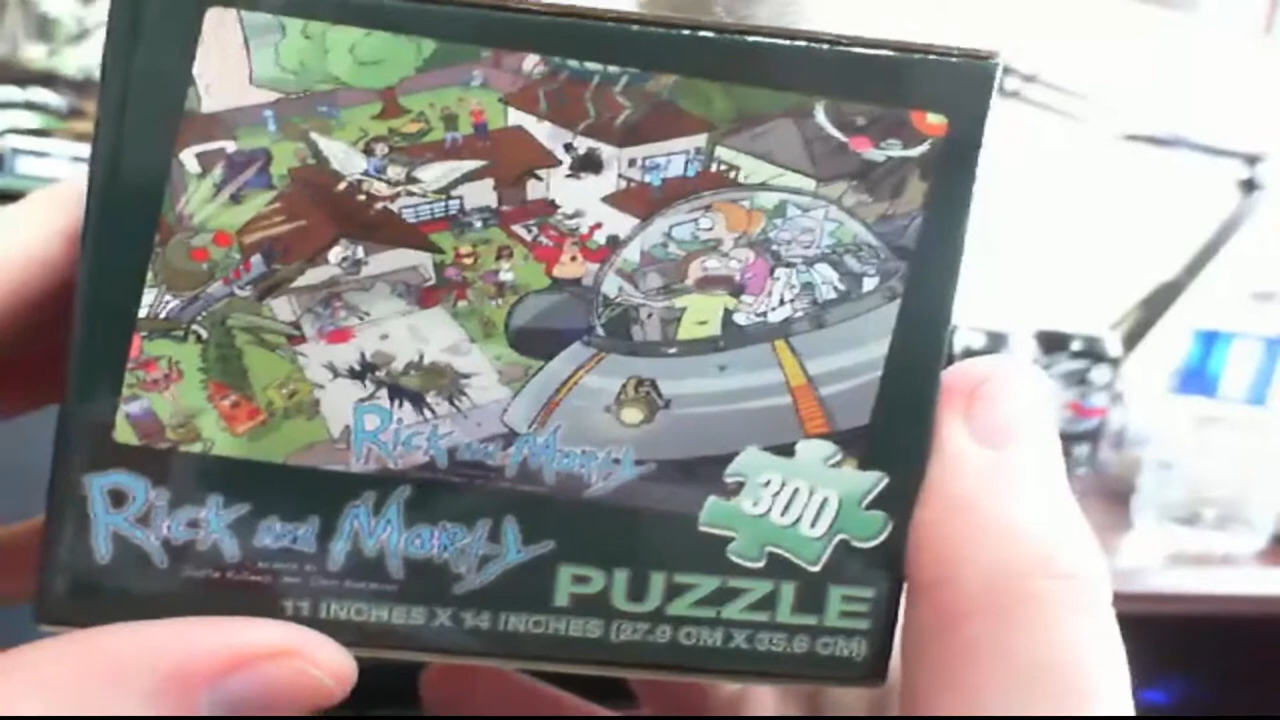 Rick and Morty
300
Rick and Morty
PUZZLE
11 INCHES X 14 INCHES (27.9 CM X 35.6 CM)